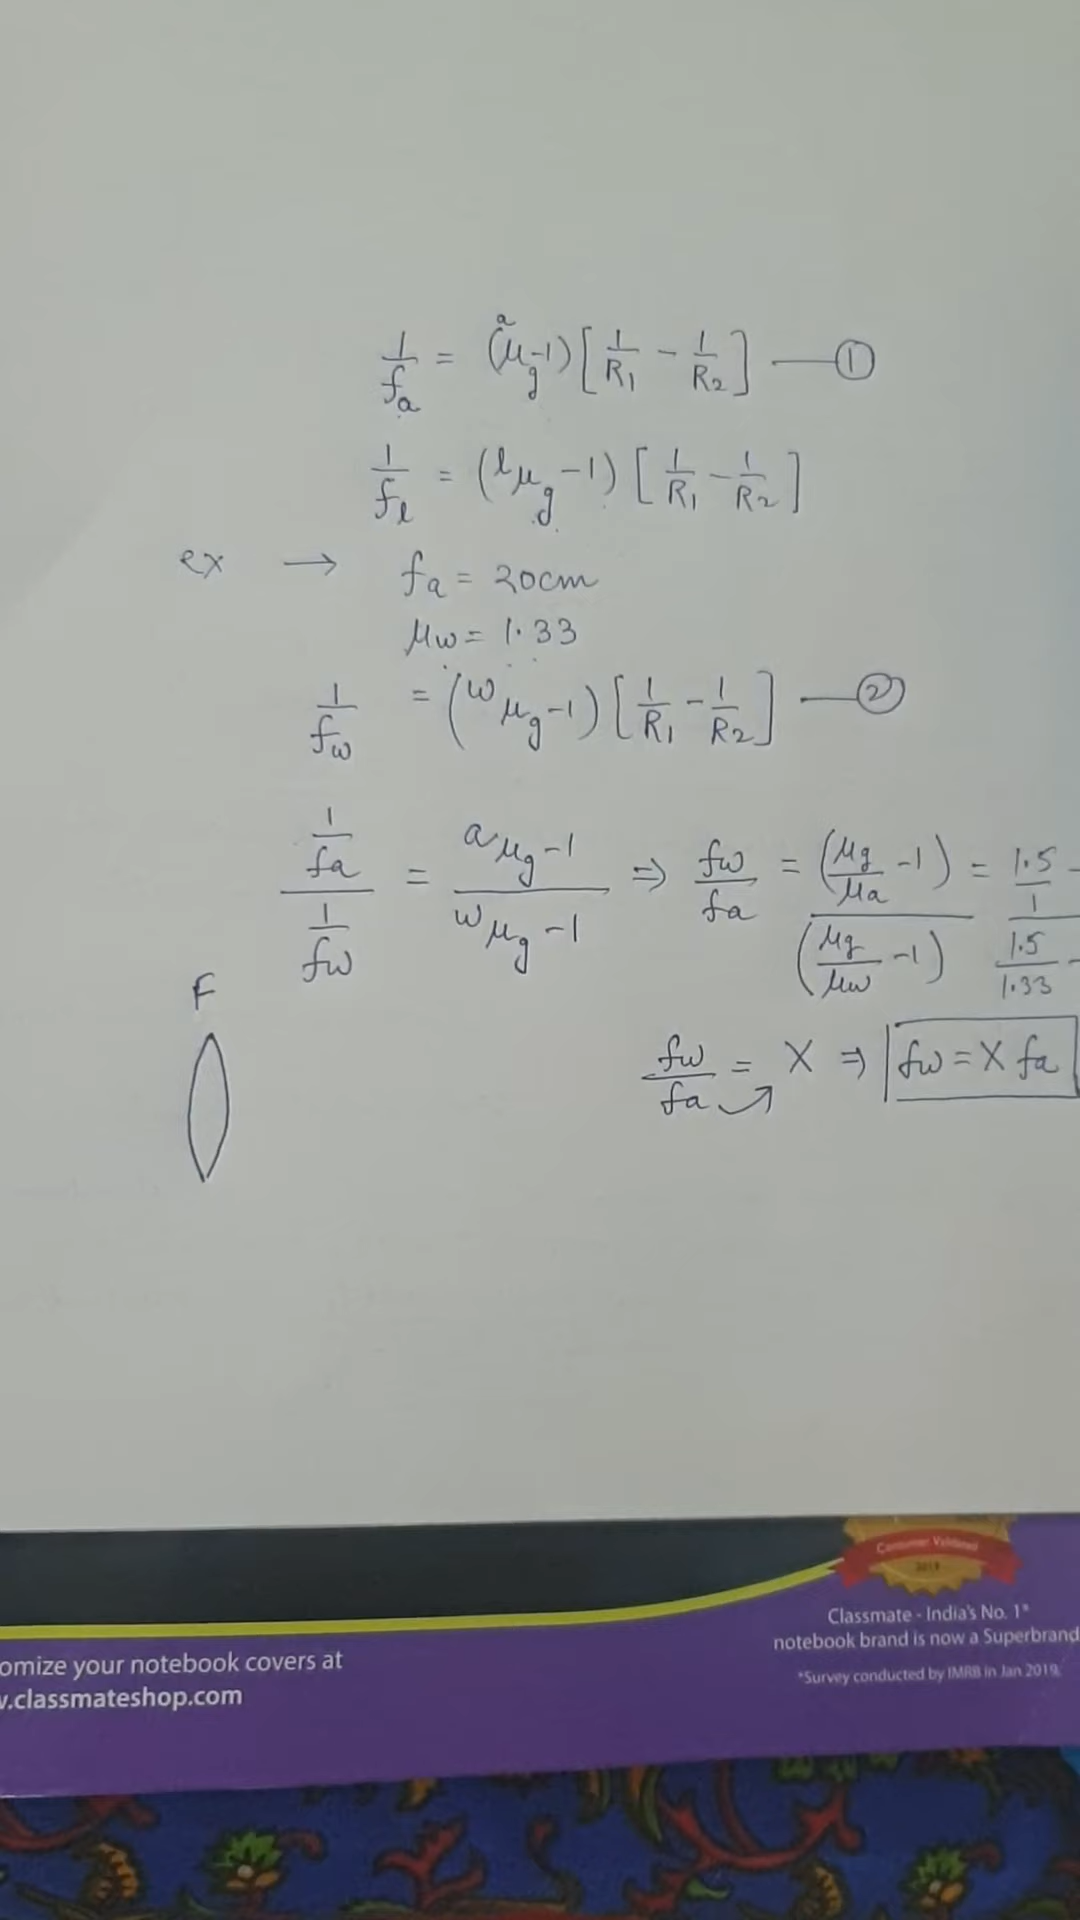 1/fa = (ᵃμg-1) [1/R1 - 1/R2] — ①
1/fl = (ˡμg-1) [1/R1 - 1/R2]
ex → fa = 20cm
μw = 1.33
1/fw = (ʷμg-1) [1/R1 - 1/R2] — ②
(1/fa)/(1/fw) = (ᵃμg-1)/(ʷμg-1) ⇒ fw/fa = (μg/μa -1)/(μg/μw -1) = (1.5/1 -)/(1.5/1.33 -)
F
fw/fa = X ⇒ fw = X fa
Consumer Validated
2019
Classmate - India's No. 1*
notebook brand is now a Superbrand
*Survey conducted by IMRB in Jan 2019.
omize your notebook covers at
v.classmateshop.com